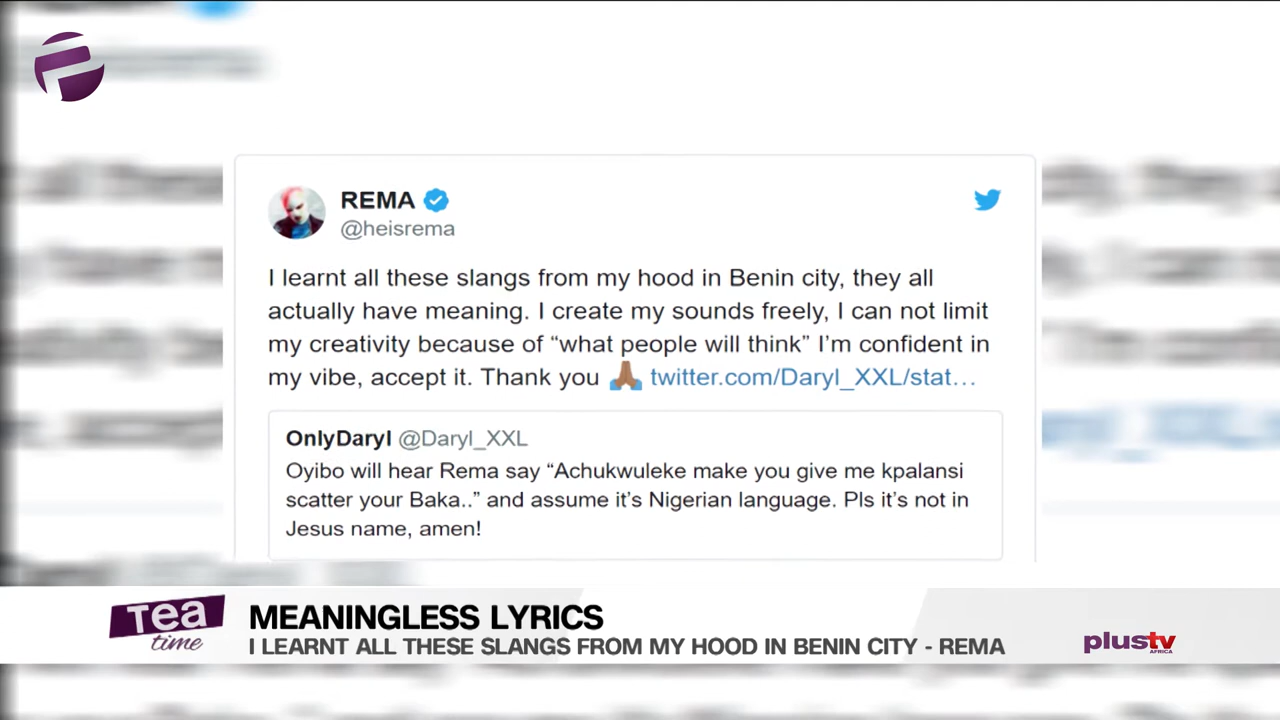 REMA
@heisrema
I learnt all these slangs from my hood in Benin city, they all
actually have meaning. I create my sounds freely, I can not limit
my creativity because of “what people will think” I’m confident in
my vibe, accept it. Thank you 🙏🏾 twitter.com/Daryl_XXL/stat…
OnlyDaryl @Daryl_XXL
Oyibo will hear Rema say “Achukwuleke make you give me kpalansi
scatter your Baka..” and assume it’s Nigerian language. Pls it’s not in
Jesus name, amen!
Tea
time
MEANINGLESS LYRICS
I LEARNT ALL THESE SLANGS FROM MY HOOD IN BENIN CITY - REMA
plustv
AFRICA